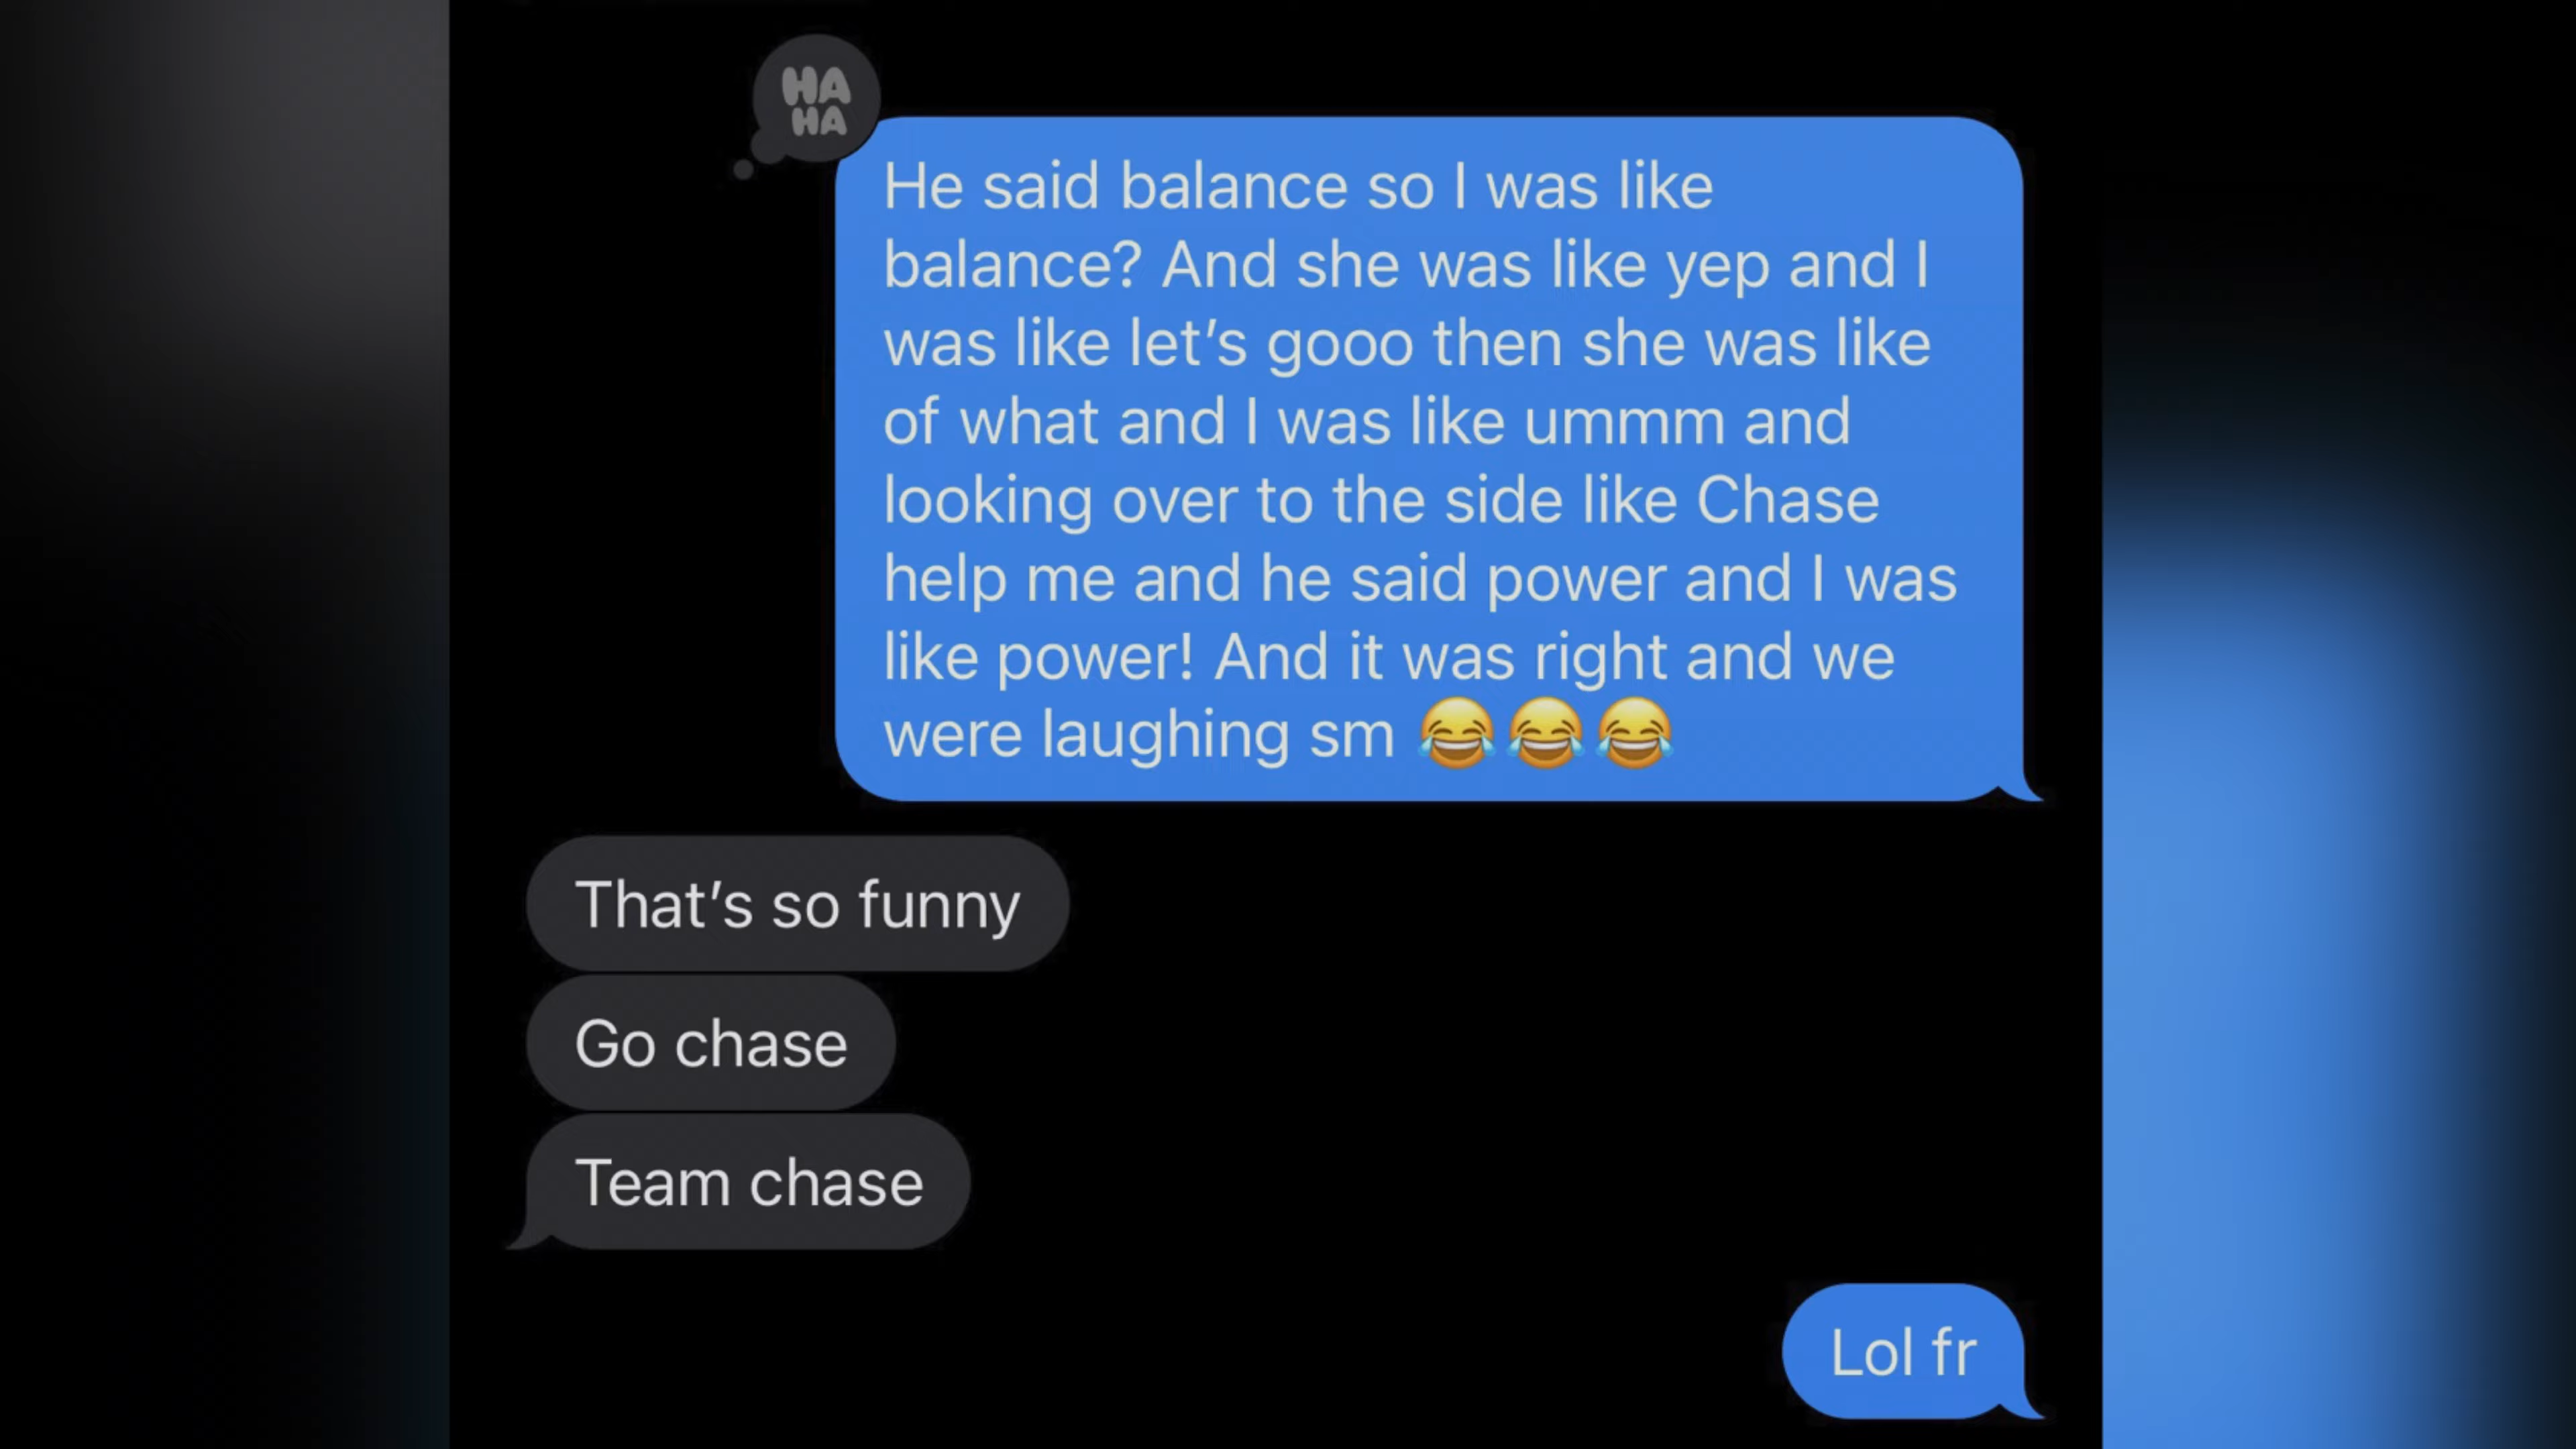 HA
HA
He said balance so I was like
balance? And she was like yep and I
was like let’s gooo then she was like
of what and I was like ummm and
looking over to the side like Chase
help me and he said power and I was
like power! And it was right and we
were laughing sm 😂😂😂
That’s so funny
Go chase
Team chase
Lol fr